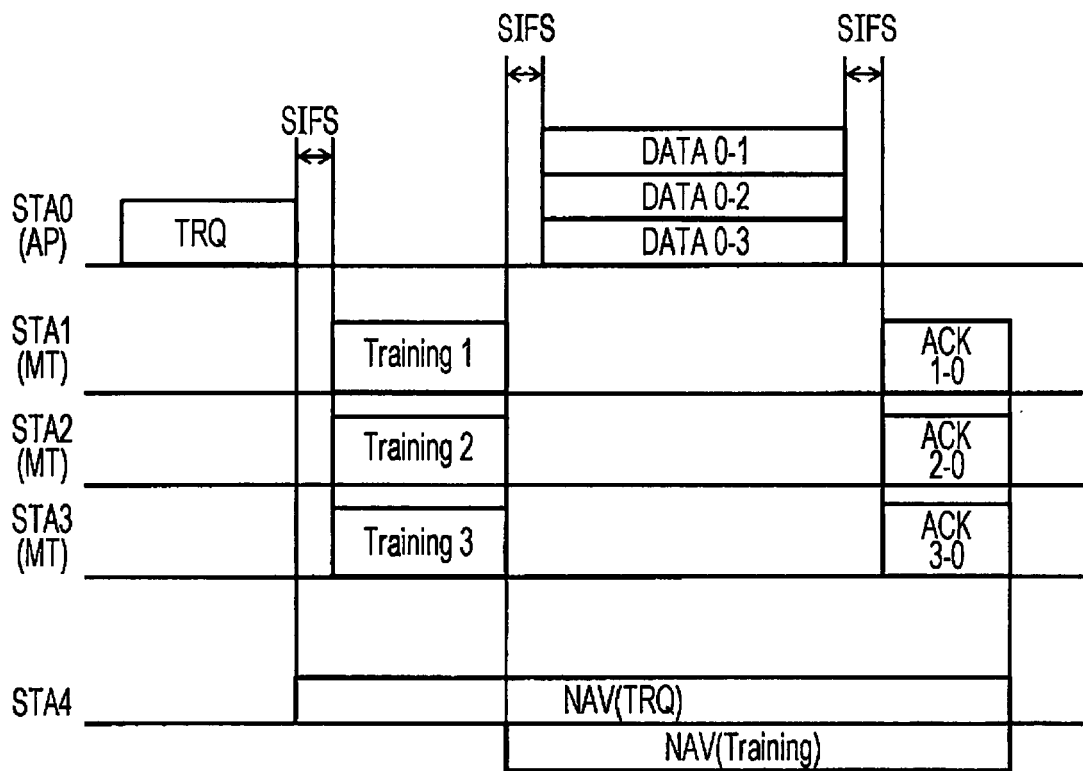 SIFS
SIFS
SIFS
STA0
(AP)
TRQ
DATA 0-1
DATA 0-2
DATA 0-3
STA1
(MT)
Training 1
ACK
1-0
STA2
(MT)
Training 2
ACK
2-0
STA3
(MT)
Training 3
ACK
3-0
STA4
NAV(TRQ)
NAV(Training)